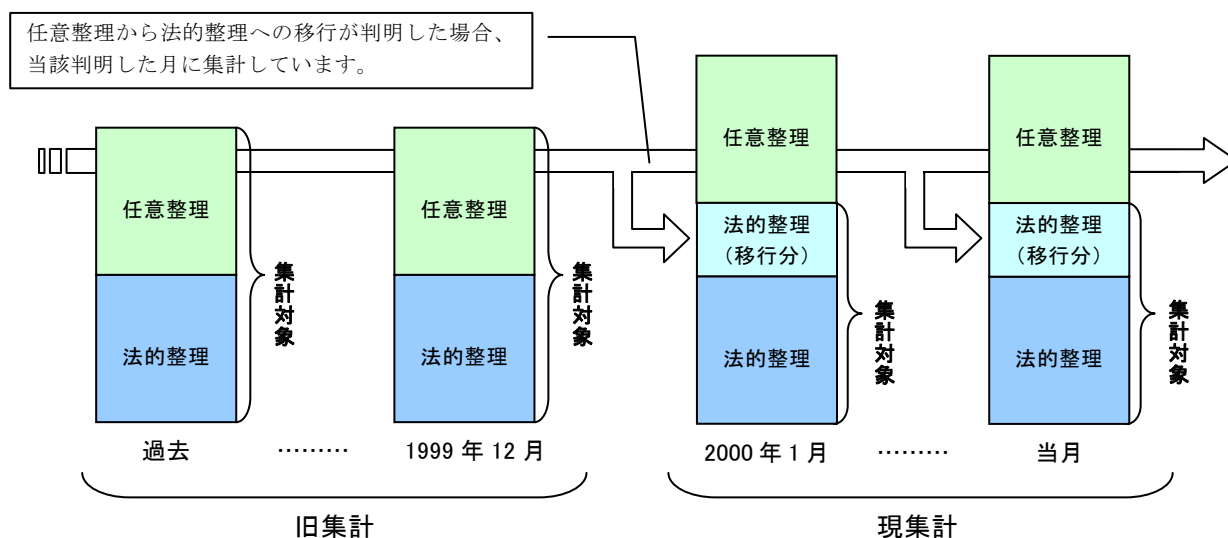 任意整理から法的整理への移行が判明した場合、
当該判明した月に集計しています。
任意整理
法的整理
集計対象
過去
………
任意整理
法的整理
集計対象
1999 年 12 月
任意整理
法的整理
（移行分）
法的整理
集計対象
2000 年 1 月
………
任意整理
法的整理
（移行分）
法的整理
集計対象
当月
旧集計
現集計